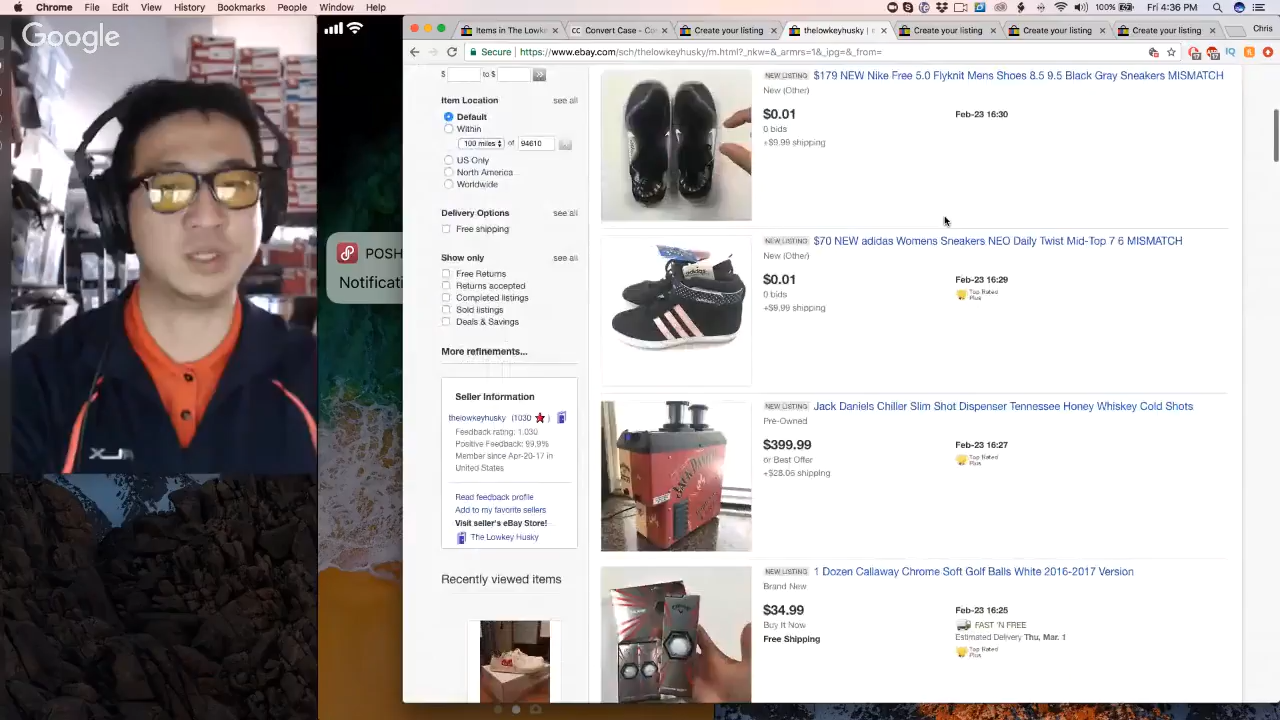 Chrome File Edit View History Bookmarks People Window Help
100% Fri 4:36 PM
Google
Items in The Lowke
CC Convert Case - C
Create your listing
thelowkeyhusky |
Create your listing
Create your listing
Create your listing
Chris
Secure https://www.ebay.com/sch/thelowkeyhusky/m.html?_nkw=&_armrs=1&_ipg=&_from=
$ to $
Item Location see all
Default
Within
100 miles of 94610
US Only
North America
Worldwide
Delivery Options see all
Free shipping
Show only see all
Free Returns
Returns accepted
Completed listings
Sold listings
Deals & Savings
More refinements...
Seller Information
thelowkeyhusky (1030
Feedback rating: 1,030
Positive Feedback: 99.9%
Member since Apr-20-17 in
United States
Read feedback profile
Add to my favorite sellers
Visit seller's eBay Store!
The Lowkey Husky
Recently viewed items
NEW LISTING $179 NEW Nike Free 5.0 Flyknit Mens Shoes 8.5 9.5 Black Gray Sneakers MISMATCH
New (Other)
$0.01 Feb-23 16:30
0 bids
+$9.99 shipping
NEW LISTING $70 NEW adidas Womens Sneakers NEO Daily Twist Mid-Top 7 6 MISMATCH
New (Other)
$0.01 Feb-23 16:29
0 bids Top Rated Plus
+$9.99 shipping
NEW LISTING Jack Daniels Chiller Slim Shot Dispenser Tennessee Honey Whiskey Cold Shots
Pre-Owned
$399.99 Feb-23 16:27
or Best Offer Top Rated Plus
+$28.06 shipping
NEW LISTING 1 Dozen Callaway Chrome Soft Golf Balls White 2016-2017 Version
Brand New
$34.99 Feb-23 16:25
Buy It Now FAST 'N FREE
Free Shipping Estimated Delivery Thu, Mar. 1
Top Rated Plus
POSH
Notificati